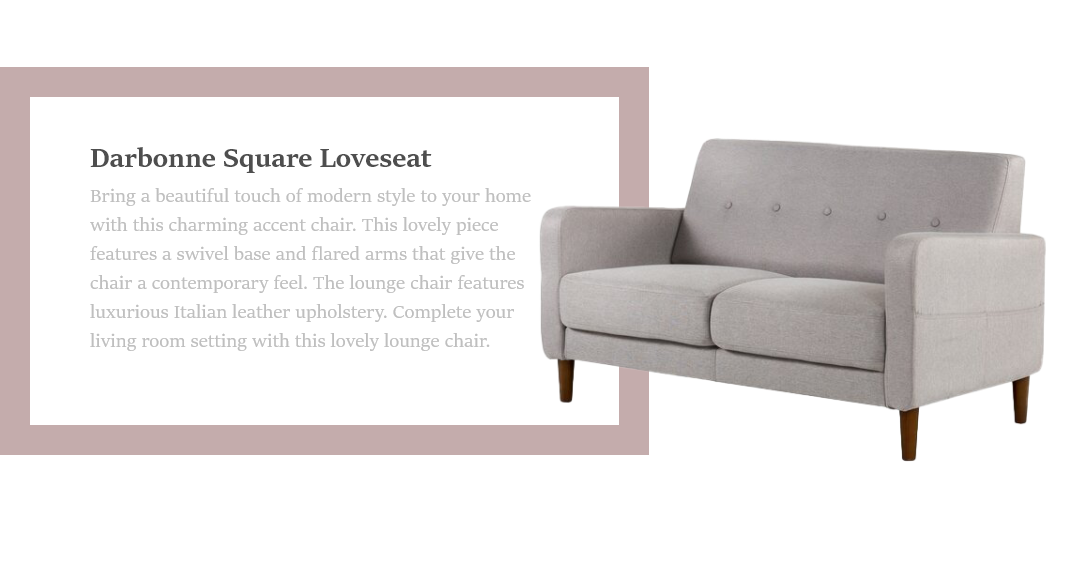 Darbonne Square Loveseat
Bring a beautiful touch of modern style to your home
with this charming accent chair. This lovely piece
features a swivel base and flared arms that give the
chair a contemporary feel. The lounge chair features
luxurious Italian leather upholstery. Complete your
living room setting with this lovely lounge chair.